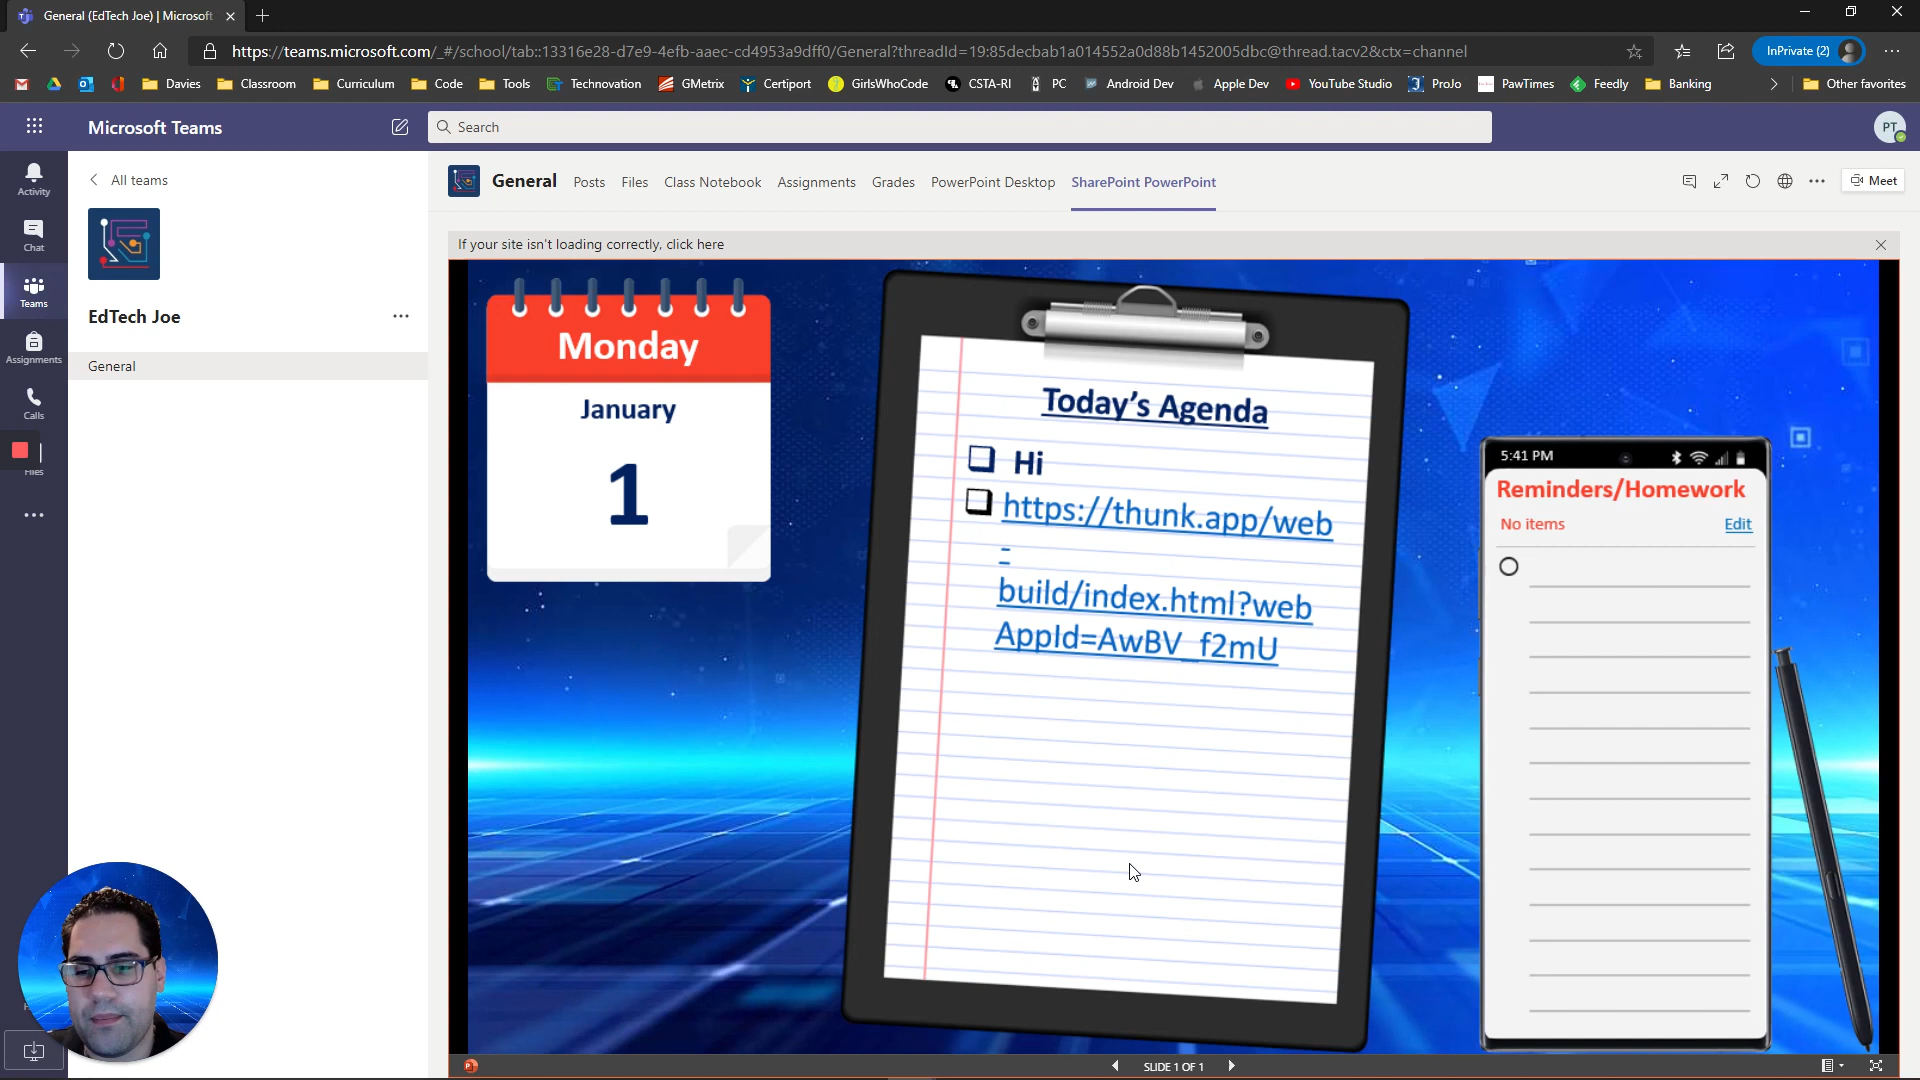 General (EdTech Joe) | Microsoft
https://teams.microsoft.com/_#/school/tab::13316e28-d7e9-4efb-aaec-cd4953a9dff0/General?threadId=19:85decbab1a014552a0d88b1452005dbc@thread.tacv2&ctx=channel
InPrivate (2)
Davies Classroom Curriculum Code Tools Technovation GMetrix Certiport GirlsWhoCode CSTA-RI PC Android Dev Apple Dev YouTube Studio ProJo PawTimes Feedly Banking Other favorites
Microsoft Teams
Search
PT
Activity
Chat
Teams
Assignments
Calls
Files
All teams
EdTech Joe
General
General Posts Files Class Notebook Assignments Grades PowerPoint Desktop SharePoint PowerPoint
Meet
If your site isn't loading correctly, click here
Monday
January
1
Today's Agenda
Hi
https://thunk.app/web
-
build/index.html?web
AppId=AwBV_f2mU
5:41 PM
Reminders/Homework
No items Edit
SLIDE 1 OF 1